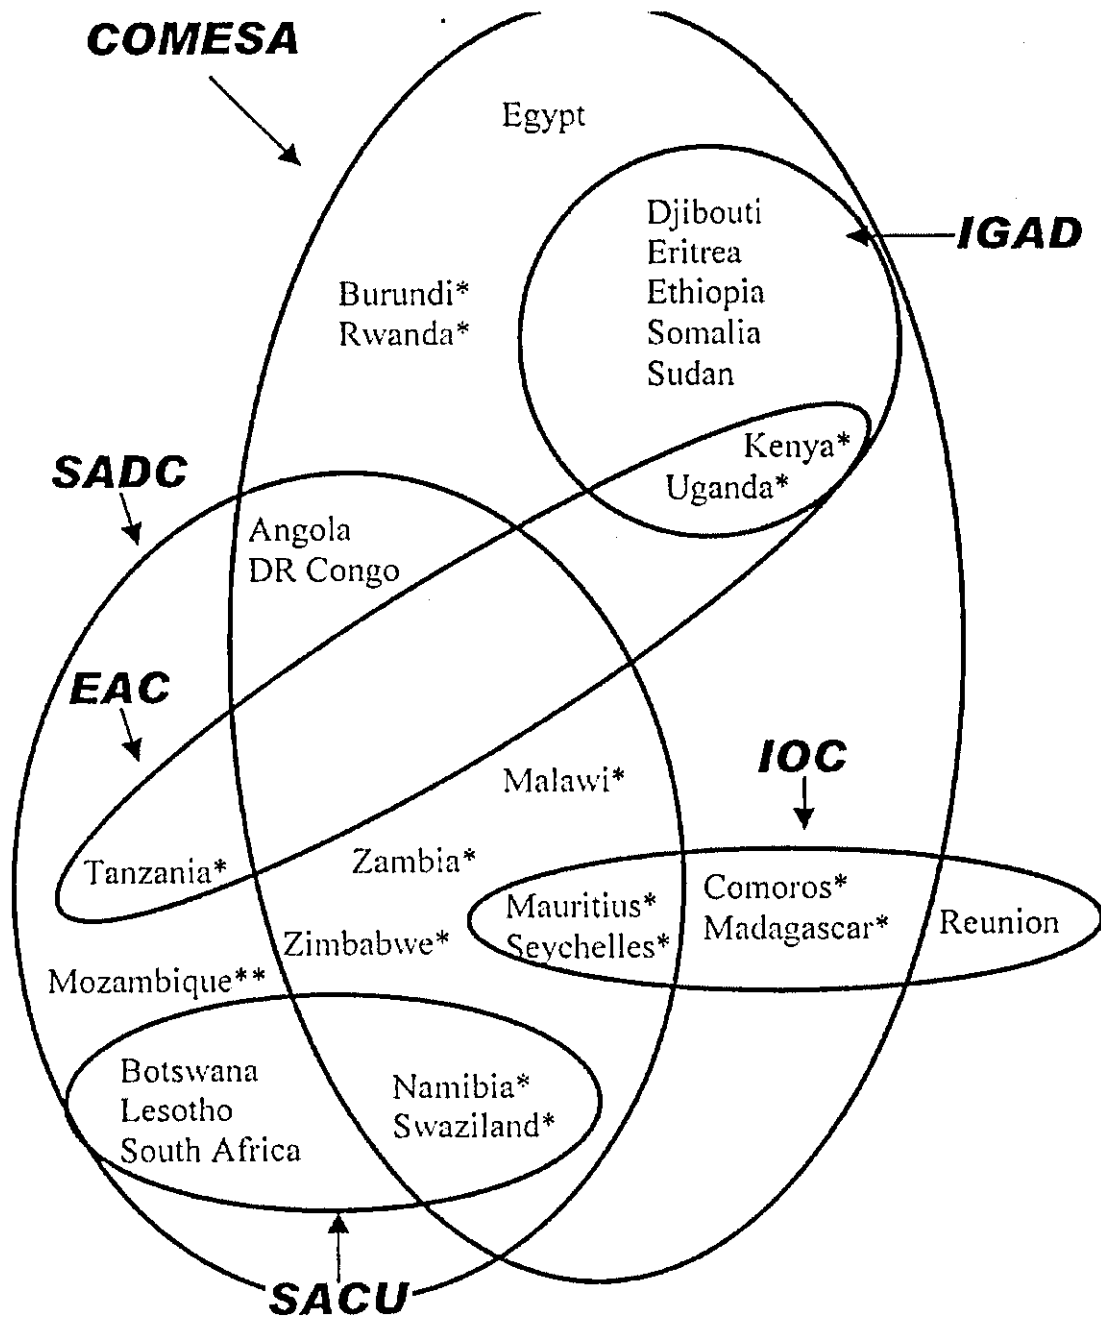 COMESA
Egypt
Djibouti
Eritrea
Ethiopia
Somalia
Sudan
IGAD
Burundi*
Rwanda*
Kenya*
Uganda*
SADC
Angola
DR Congo
EAC
IOC
Malawi*
Tanzania*
Zambia*
Mauritius*
Seychelles*
Comoros*
Madagascar*
Reunion
Zimbabwe*
Mozambique**
Botswana
Lesotho
South Africa
Namibia*
Swaziland*
SACU